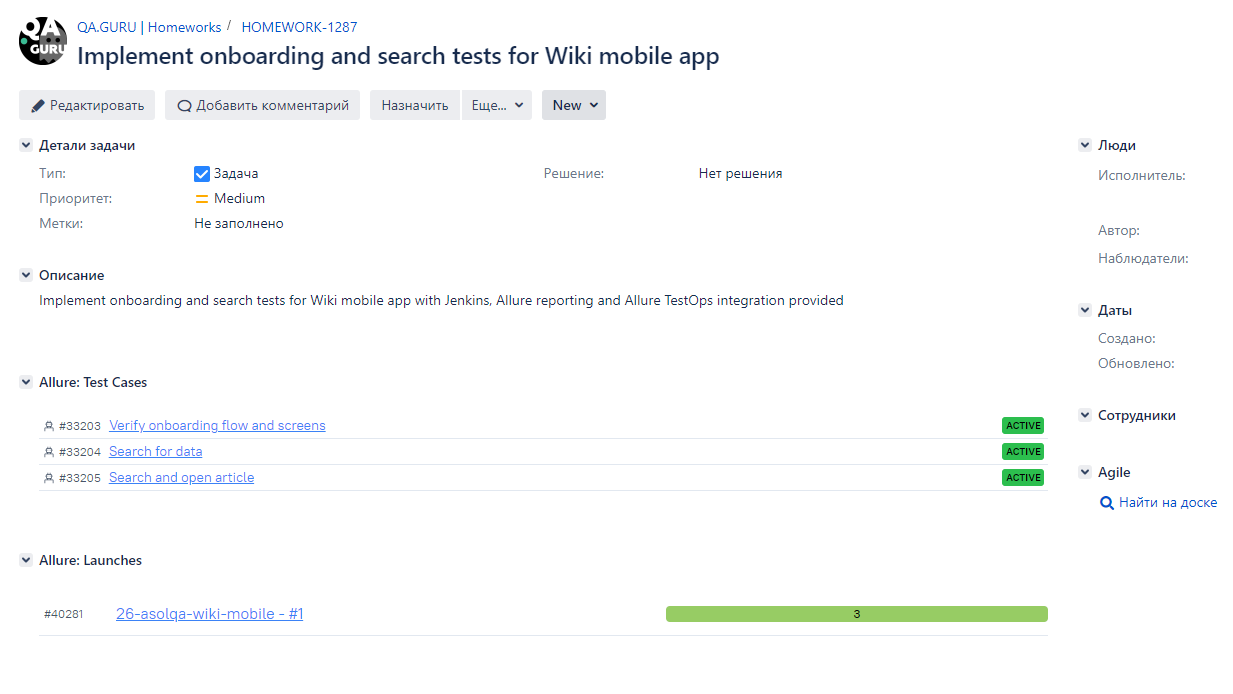 QA
GURU
QA.GURU | Homeworks / HOMEWORK-1287
Implement onboarding and search tests for Wiki mobile app
Редактировать Добавить комментарий Назначить Еще... New
Детали задачи
Тип: Задача Решение: Нет решения
Приоритет: Medium
Метки: Не заполнено
Описание
Implement onboarding and search tests for Wiki mobile app with Jenkins, Allure reporting and Allure TestOps integration provided
Allure: Test Cases
#33203 Verify onboarding flow and screens ACTIVE
#33204 Search for data ACTIVE
#33205 Search and open article ACTIVE
Allure: Launches
#40281 26-asolqa-wiki-mobile - #1 3
Люди
Исполнитель:
Автор:
Наблюдатели:
Даты
Создано:
Обновлено:
Сотрудники
Agile
Найти на доске